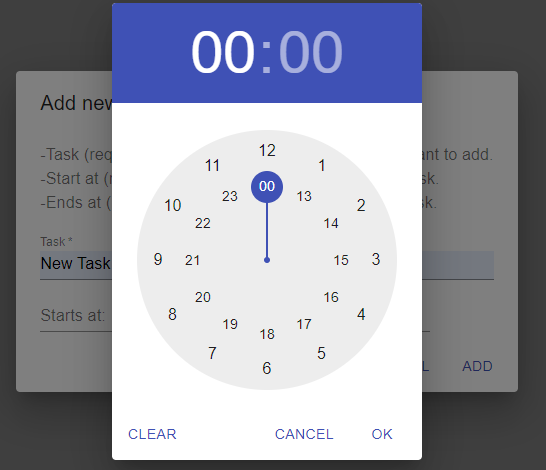 00:00
Add new
-Task (req
ant to add.
-Start at (r
sk.
-Ends at (
sk.
Task *
New Task
Starts at:
L
ADD
12
11
1
00
23
13
10
2
22
14
9
21
15
3
20
16
8
4
19
17
18
7
5
6
CLEAR
CANCEL
OK